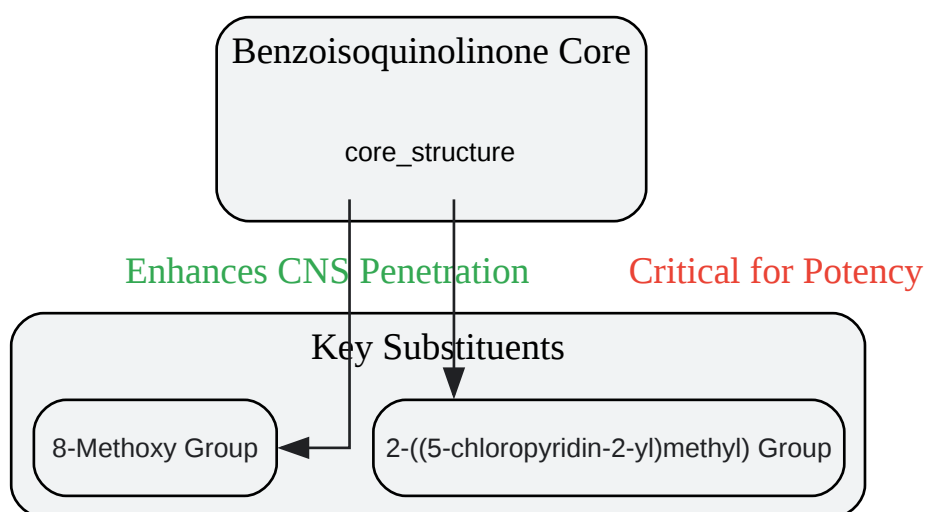 Benzoisoquinolinone Core
core_structure
Enhances CNS Penetration
Critical for Potency
Key Substituents
8-Methoxy Group
2-((5-chloropyridin-2-yl)methyl) Group